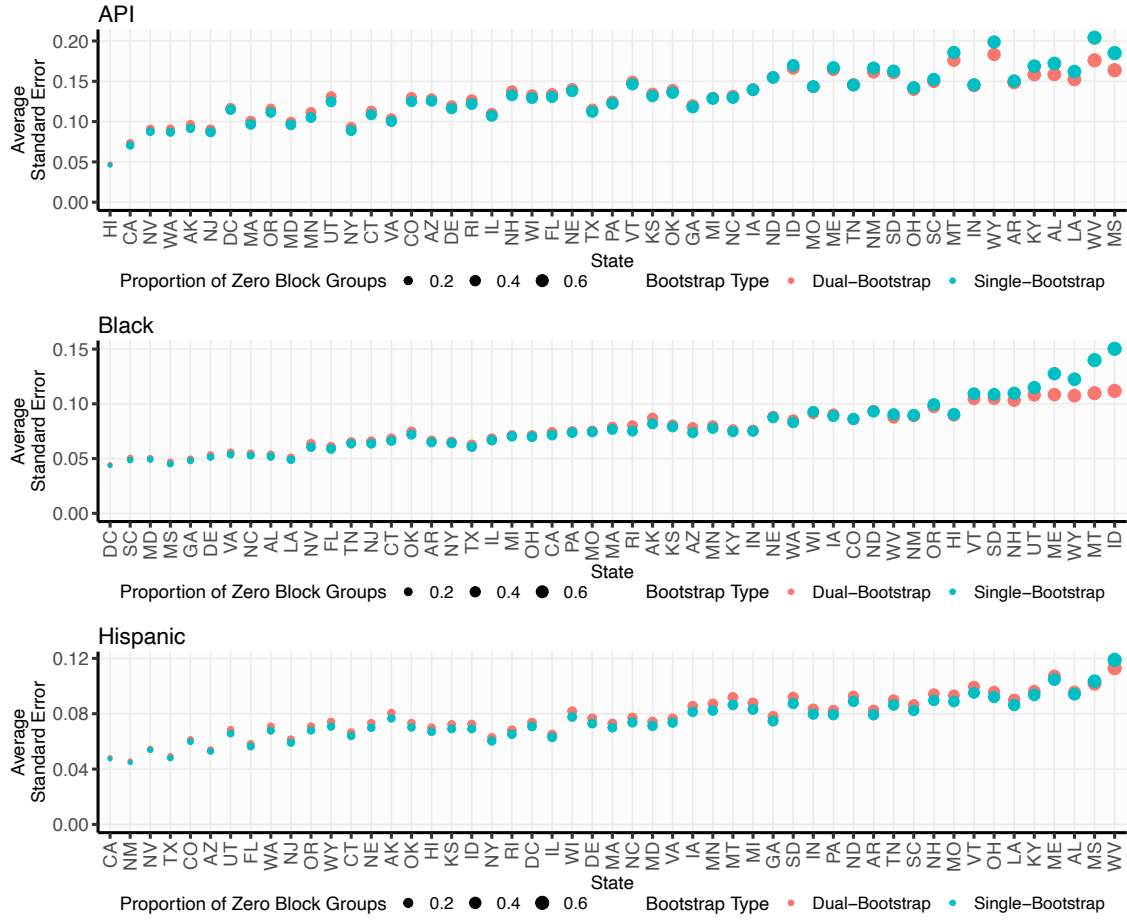 API
Average
Standard Error
0.20
0.15
0.10
0.05
0.00
HI CA NV WA AK NJ DC MA OR MD MN UT NY CT VA CO AZ DE RI IL NH WI FL NE TX PA VT KS OK GA MI NC IA ND ID MO ME TN NM SD OH SC MT IN WY AR KY AL LA WV MS
State
Proportion of Zero Block Groups 0.2 0.4 0.6 Bootstrap Type Dual−Bootstrap Single−Bootstrap
Black
Average
Standard Error
0.15
0.10
0.05
0.00
DC SC MD MS GA DE VA NC AL LA NV FL TN NJ CT OK AR NY TX IL MI OH CA PA MO MA RI AK KS AZ MN KY IN NE WA WI IA CO ND WV NM OR HI VT SD NH UT ME WY MT ID
State
Proportion of Zero Block Groups 0.2 0.4 0.6 Bootstrap Type Dual−Bootstrap Single−Bootstrap
Hispanic
Average
Standard Error
0.12
0.08
0.04
0.00
CA NM NV TX CO AZ UT FL WA NJ OR WY CT NE AK OK HI KS ID NY RI DC IL WI DE MA NC MD VA IA MN MT MI GA SD IN PA ND AR TN SC NH MO VT OH LA KY ME AL MS WV
State
Proportion of Zero Block Groups 0.2 0.4 0.6 Bootstrap Type Dual−Bootstrap Single−Bootstrap